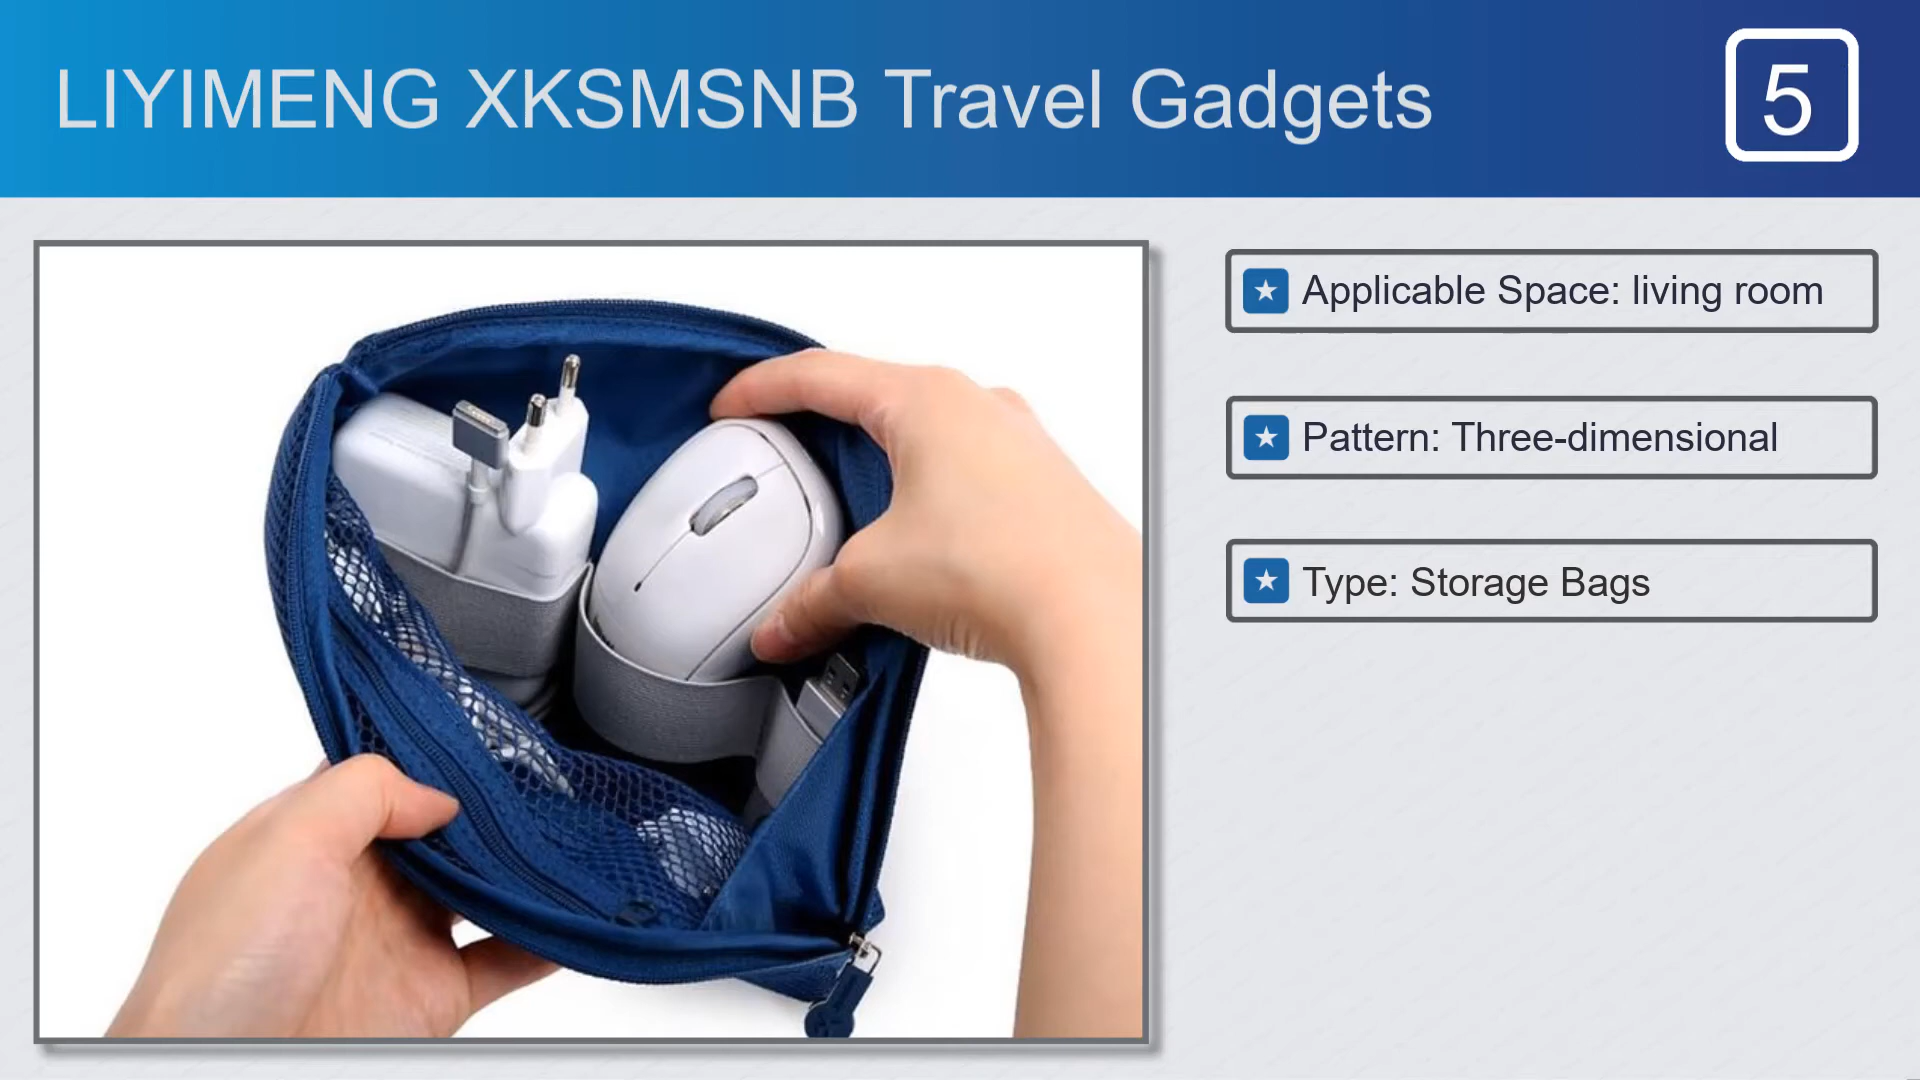 LIYIMENG XKSMSNB Travel Gadgets
5
Applicable Space: living room
Pattern: Three-dimensional
Type: Storage Bags